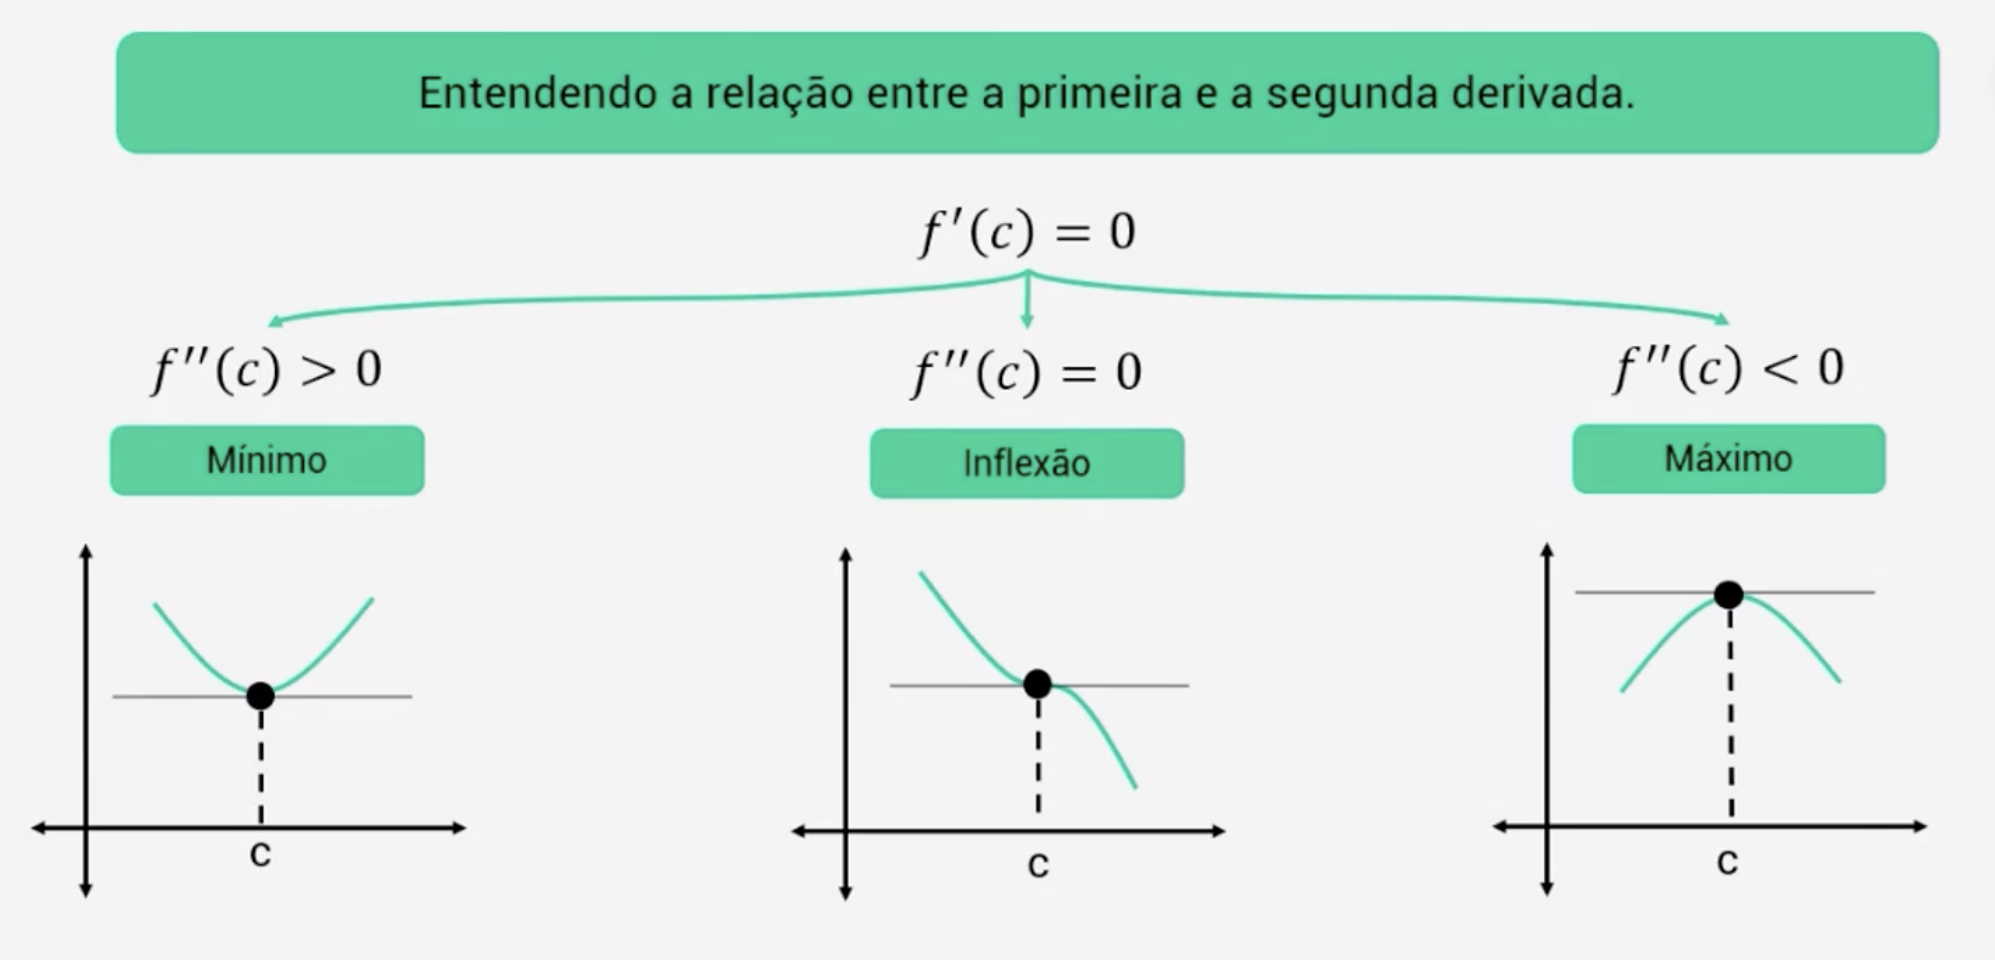 Entendendo a relação entre a primeira e a segunda derivada.
f′(c) = 0
f′′(c) > 0
f′′(c) = 0
f′′(c) < 0
Mínimo
Inflexão
Máximo
c
c
c